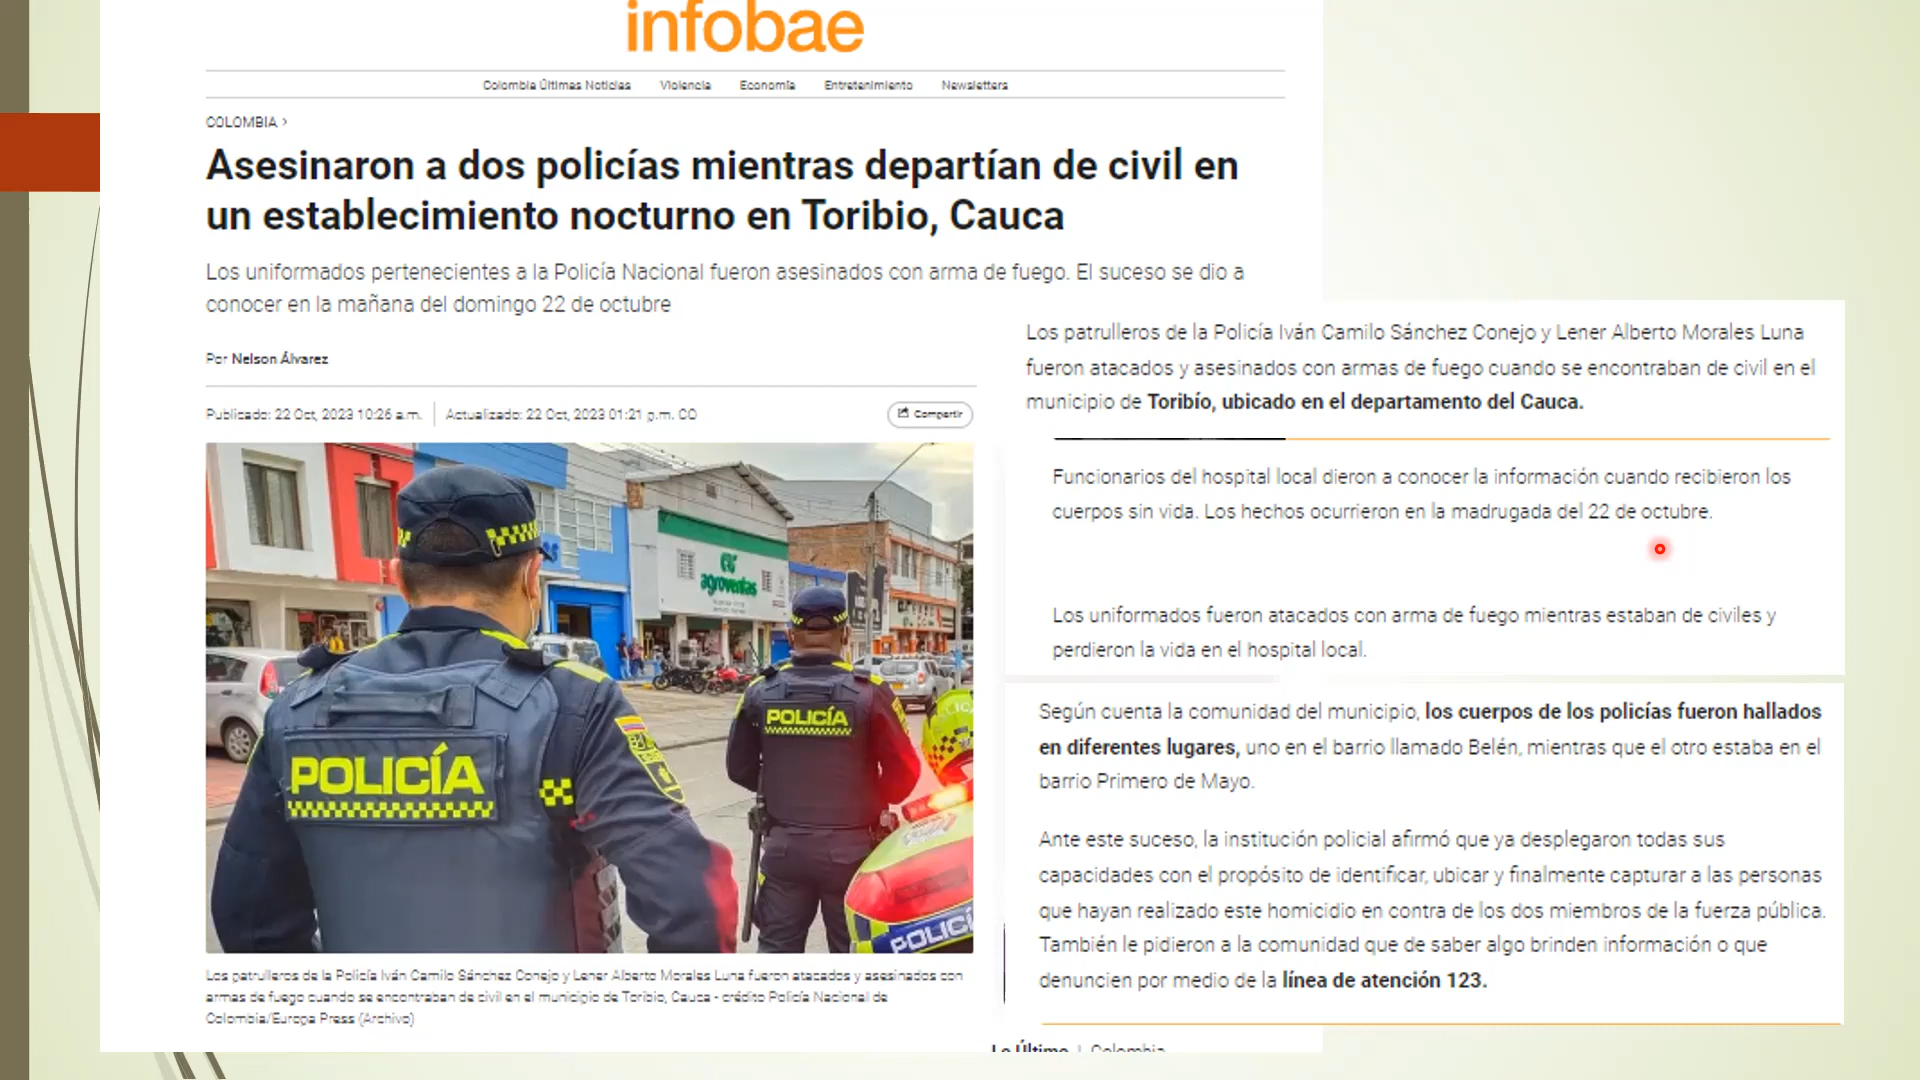 infobae
Colombia Últimas Noticias Violencia Economía Entretenimiento Newsletters
COLOMBIA >
Asesinaron a dos policías mientras departían de civil en
un establecimiento nocturno en Toribio, Cauca
Los uniformados pertenecientes a la Policía Nacional fueron asesinados con arma de fuego. El suceso se dio a
conocer en la mañana del domingo 22 de octubre
Por Nelson Álvarez
Publicado: 22 Oct, 2023 10:26 a.m. Actualizado: 22 Oct, 2023 01:21 p.m. CO
Compartir
agroventas
POLICÍA
POLICÍA
POLICÍ
Los patrulleros de la Policía Iván Camilo Sánchez Conejo y Lener Alberto Morales Luna fueron atacados y asesinados con
armas de fuego cuando se encontraban de civil en el municipio de Toribio, Cauca - crédito Policía Nacional de
Colombia/Europa Press (Archivo)
Los patrulleros de la Policía Iván Camilo Sánchez Conejo y Lener Alberto Morales Luna
fueron atacados y asesinados con armas de fuego cuando se encontraban de civil en el
municipio de Toribío, ubicado en el departamento del Cauca.
Funcionarios del hospital local dieron a conocer la información cuando recibieron los
cuerpos sin vida. Los hechos ocurrieron en la madrugada del 22 de octubre.
Los uniformados fueron atacados con arma de fuego mientras estaban de civiles y
perdieron la vida en el hospital local.
Según cuenta la comunidad del municipio, los cuerpos de los policías fueron hallados
en diferentes lugares, uno en el barrio llamado Belén, mientras que el otro estaba en el
barrio Primero de Mayo.
Ante este suceso, la institución policial afirmó que ya desplegaron todas sus
capacidades con el propósito de identificar, ubicar y finalmente capturar a las personas
que hayan realizado este homicidio en contra de los dos miembros de la fuerza pública.
También le pidieron a la comunidad que de saber algo brinden información o que
denuncien por medio de la línea de atención 123.
Lo Último | Colombia